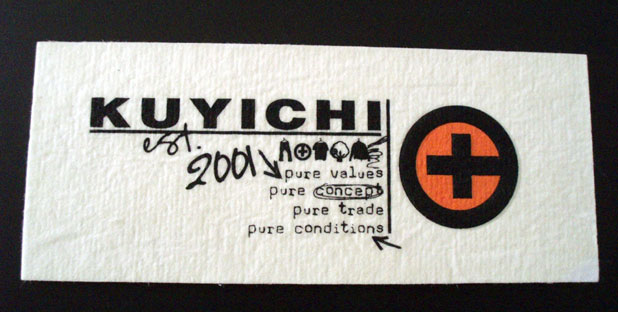 KUYICHI
est.
2001
pure values
pure concept
pure trade
pure conditions